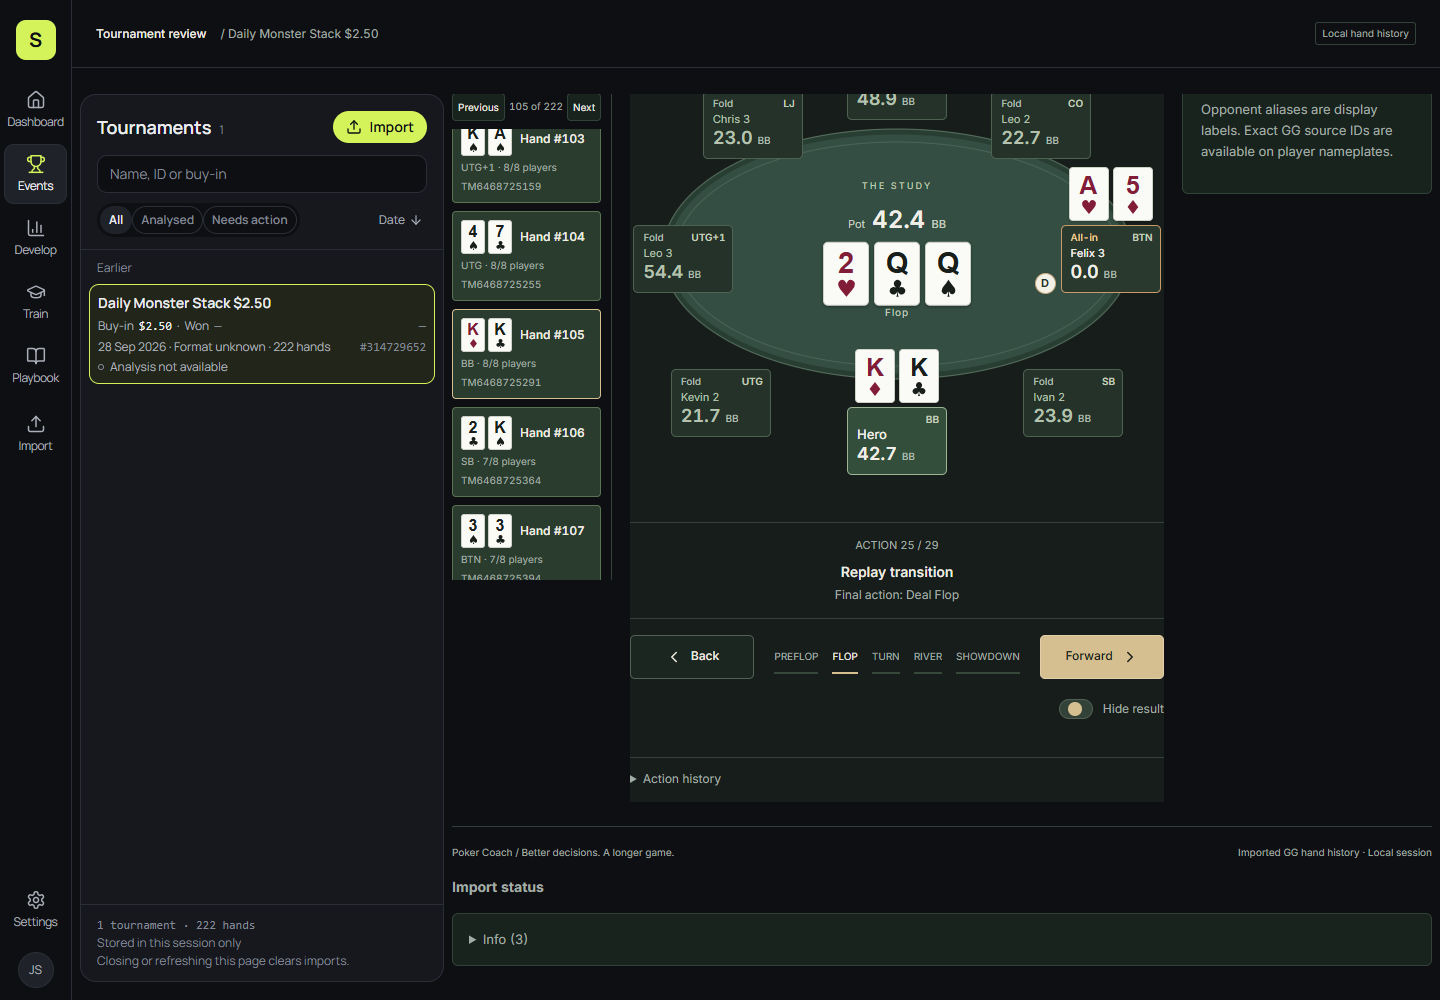 S
Dashboard
Events
Develop
Train
Playbook
Import
Settings
JS
Tournament review / Daily Monster Stack $2.50
Local hand history
Tournaments 1
Import
Name, ID or buy-in
All Analysed Needs action Date ↓
Earlier
Daily Monster Stack $2.50
Buy-in $2.50 · Won — —
28 Sep 2026 · Format unknown · 222 hands #314729652
Analysis not available
1 tournament · 222 hands
Stored in this session only
Closing or refreshing this page clears imports.
Previous 105 of 222 Next
K A Hand #103
UTG+1 · 8/8 players
TM6468725159
4 7 Hand #104
UTG · 8/8 players
TM6468725255
K K Hand #105
BB · 8/8 players
TM6468725291
2 K Hand #106
SB · 7/8 players
TM6468725364
3 3 Hand #107
BTN · 7/8 players
TM6468725394
Fold LJ
Chris 3
23.0 BB
48.9 BB
Fold CO
Leo 2
22.7 BB
THE STUDY
Pot 42.4 BB
2 Q Q
Flop
Fold UTG+1
Leo 3
54.4 BB
A 5
All-in BTN
Felix 3
0.0 BB
D
Fold UTG
Kevin 2
21.7 BB
K K
BB
Hero
42.7 BB
Fold SB
Ivan 2
23.9 BB
ACTION 25 / 29
Replay transition
Final action: Deal Flop
Back
PREFLOP FLOP TURN RIVER SHOWDOWN
Forward
Hide result
Action history
Opponent aliases are display
labels. Exact GG source IDs are
available on player nameplates.
Poker Coach / Better decisions. A longer game.
Imported GG hand history · Local session
Import status
Info (3)